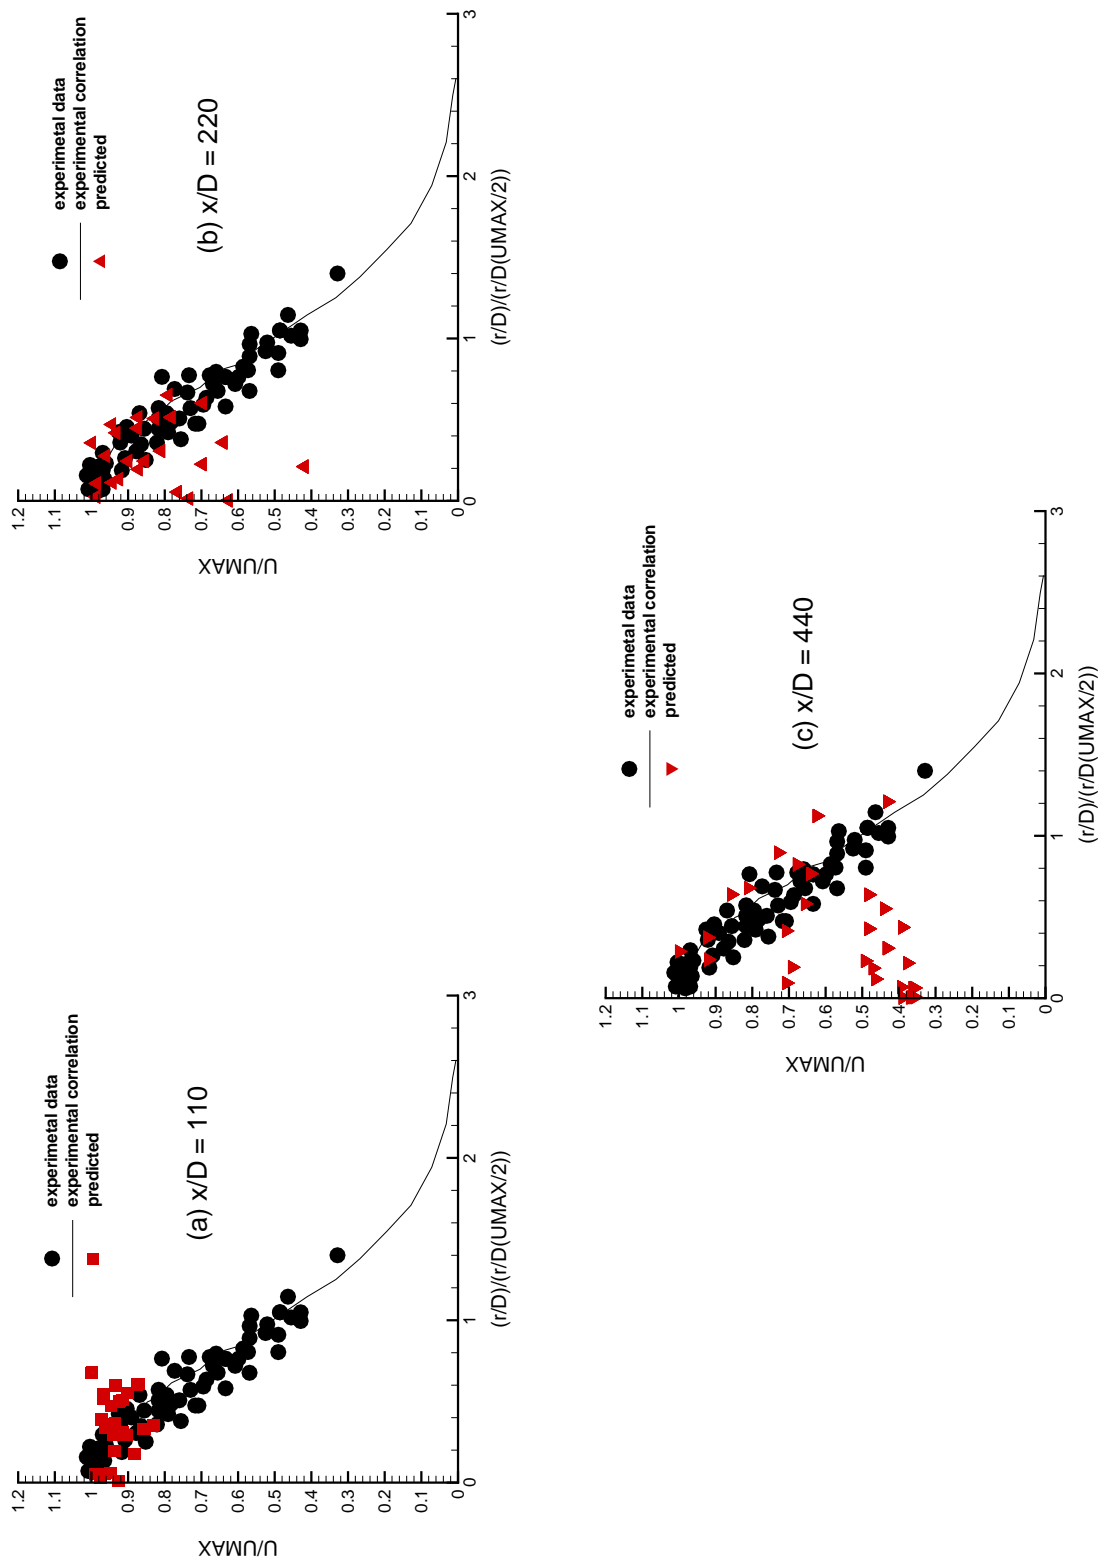 experimetal data
experimental correlation
predicted
(a) x/D = 110
U/UMAX
1.2
1.1
1
0.9
0.8
0.7
0.6
0.5
0.4
0.3
0.2
0.1
0
0 1 2 3
(r/D)/(r/D(UMAX/2))
experimetal data
experimental correlation
predicted
(b) x/D = 220
U/UMAX
1.2
1.1
1
0.9
0.8
0.7
0.6
0.5
0.4
0.3
0.2
0.1
0
0 1 2 3
(r/D)/(r/D(UMAX/2))
experimetal data
experimental correlation
predicted
(c) x/D = 440
U/UMAX
1.2
1.1
1
0.9
0.8
0.7
0.6
0.5
0.4
0.3
0.2
0.1
0
0 1 2 3
(r/D)/(r/D(UMAX/2))